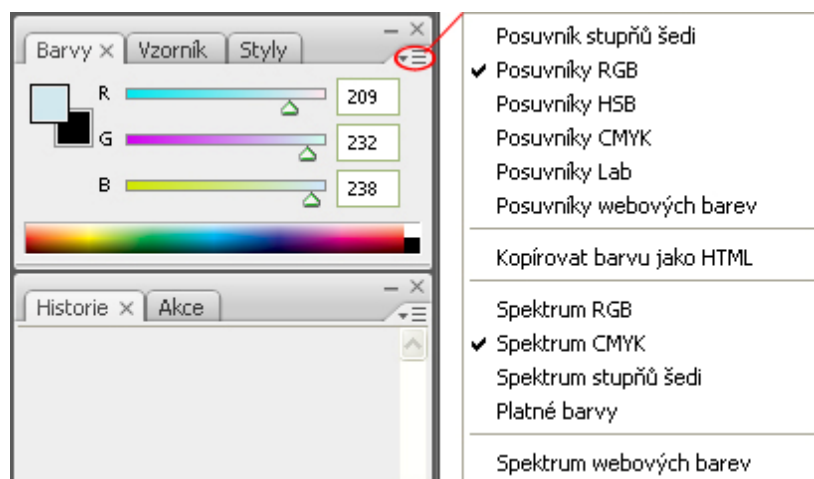 Barvy Vzorník Styly
R 209
G 232
B 238
Historie Akce
Posuvník stupňů šedi
Posuvníky RGB
Posuvníky HSB
Posuvníky CMYK
Posuvníky Lab
Posuvníky webových barev
Kopírovat barvu jako HTML
Spektrum RGB
Spektrum CMYK
Spektrum stupňů šedi
Platné barvy
Spektrum webových barev